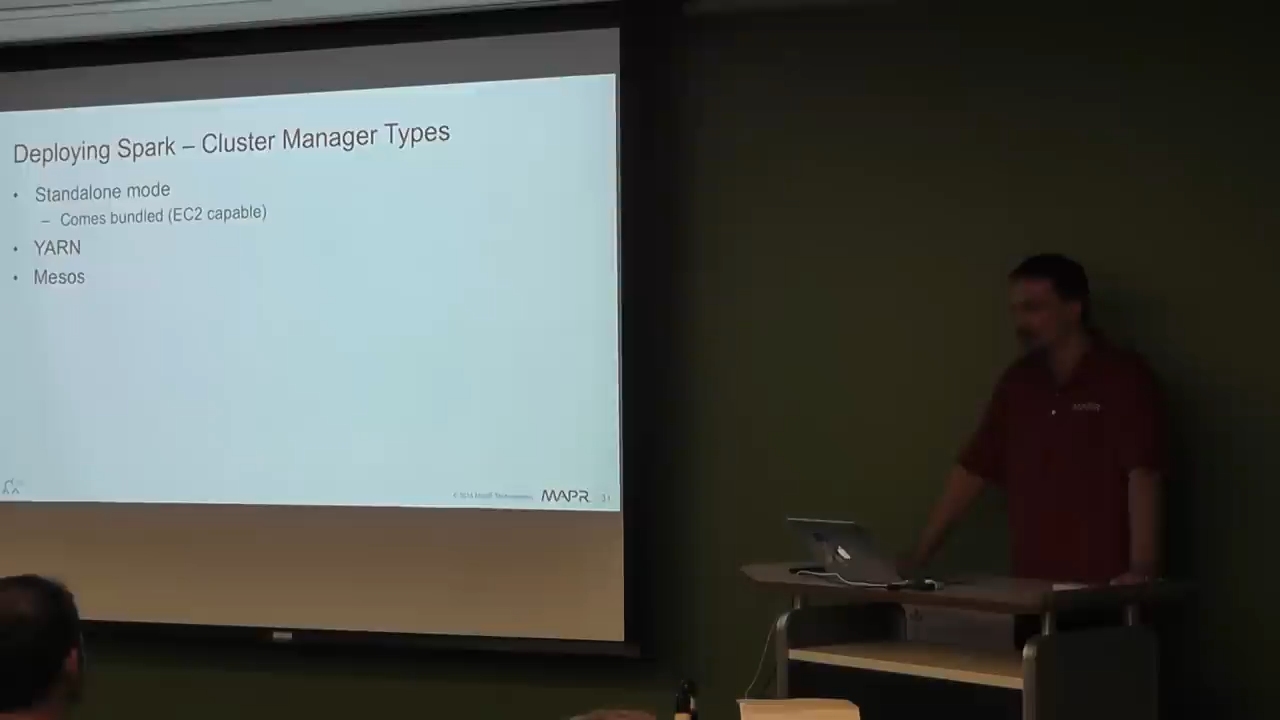 Deploying Spark – Cluster Manager Types
• Standalone mode
– Comes bundled (EC2 capable)
• YARN
• Mesos
MAPR